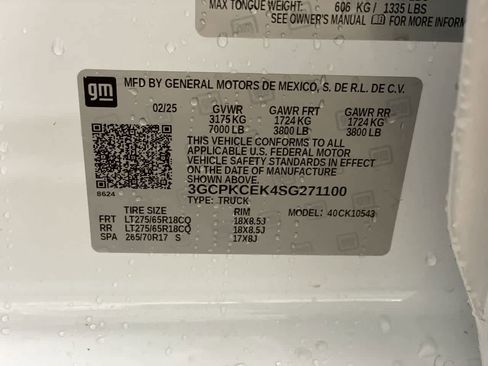 MAX TONGUE WEIGHT: 606 KG / 1335 LBS
SEE OWNER'S MANUAL FOR MORE INFORM
gm
MFD BY GENERAL MOTORS DE MEXICO, S. DE R.L. DE C.V.
02/25 GVWR GAWR FRT GAWR RR
3175 KG 1724 KG 1724 KG
7000 LB 3800 LB 3800 LB
THIS VEHICLE CONFORMS TO ALL
APPLICABLE U.S. FEDERAL MOTOR
VEHICLE SAFETY STANDARDS IN EFFECT
ON THE DATE OF MANUFACTURE
SHOWN ABOVE.
8624
3GCPKCEK4SG271100
TYPE: TRUCK
TIRE SIZE RIM MODEL: 40CK10543
FRT LT275/65R18CQ 18X8.5J
RR LT275/65R18CQ 18X8.5J
SPA 265/70R17 S 17X8J